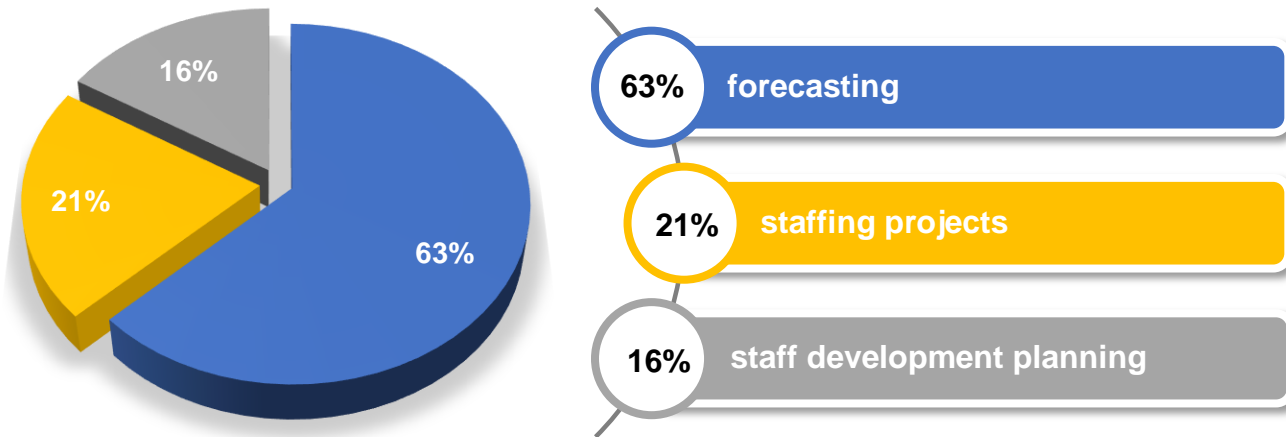 16%
21%
63%
63% forecasting
21% staffing projects
16% staff development planning